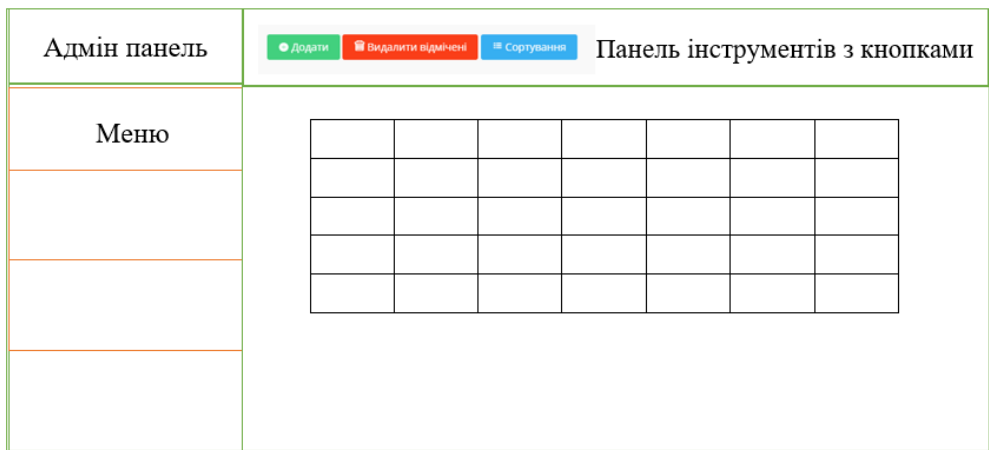 Адмін панель
Додати Видалити відмічені Сортування Панель інструментів з кнопками
Меню